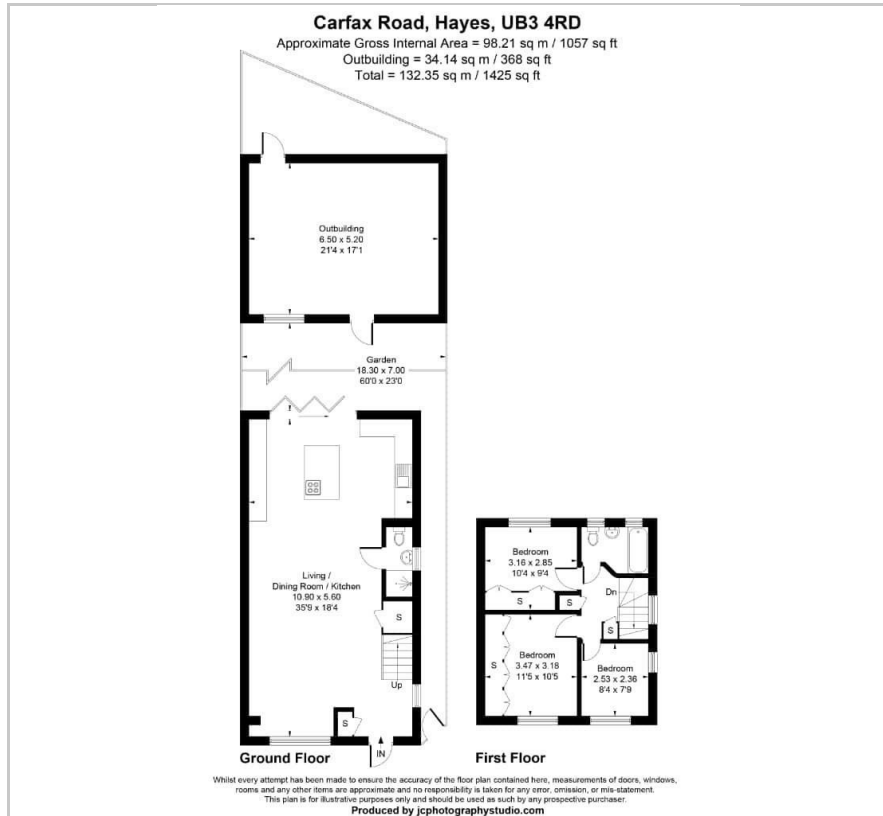 Carfax Road, Hayes, UB3 4RD
Approximate Gross Internal Area = 98.21 sq m / 1057 sq ft
Outbuilding = 34.14 sq m / 368 sq ft
Total = 132.35 sq m / 1425 sq ft
Outbuilding
6.50 x 5.20
21'4 x 17'1
Garden
18.30 x 7.00
60'0 x 23'0
Living /
Dining Room / Kitchen
10.90 x 5.60
35'9 x 18'4
S
Up
S
IN
Ground Floor
Bedroom
3.16 x 2.85
10'4 x 9'4
S
S
Dn
S
Bedroom
3.47 x 3.18
11'5 x 10'5
S
Bedroom
2.53 x 2.36
8'4 x 7'9
First Floor
Whilst every attempt has been made to ensure the accuracy of the floor plan contained here, measurements of doors, windows,
rooms and any other items are approximate and no responsibility is taken for any error, omission, or mis-statement.
This plan is for illustrative purposes only and should be used as such by any prospective purchaser.
Produced by jcphotographystudio.com